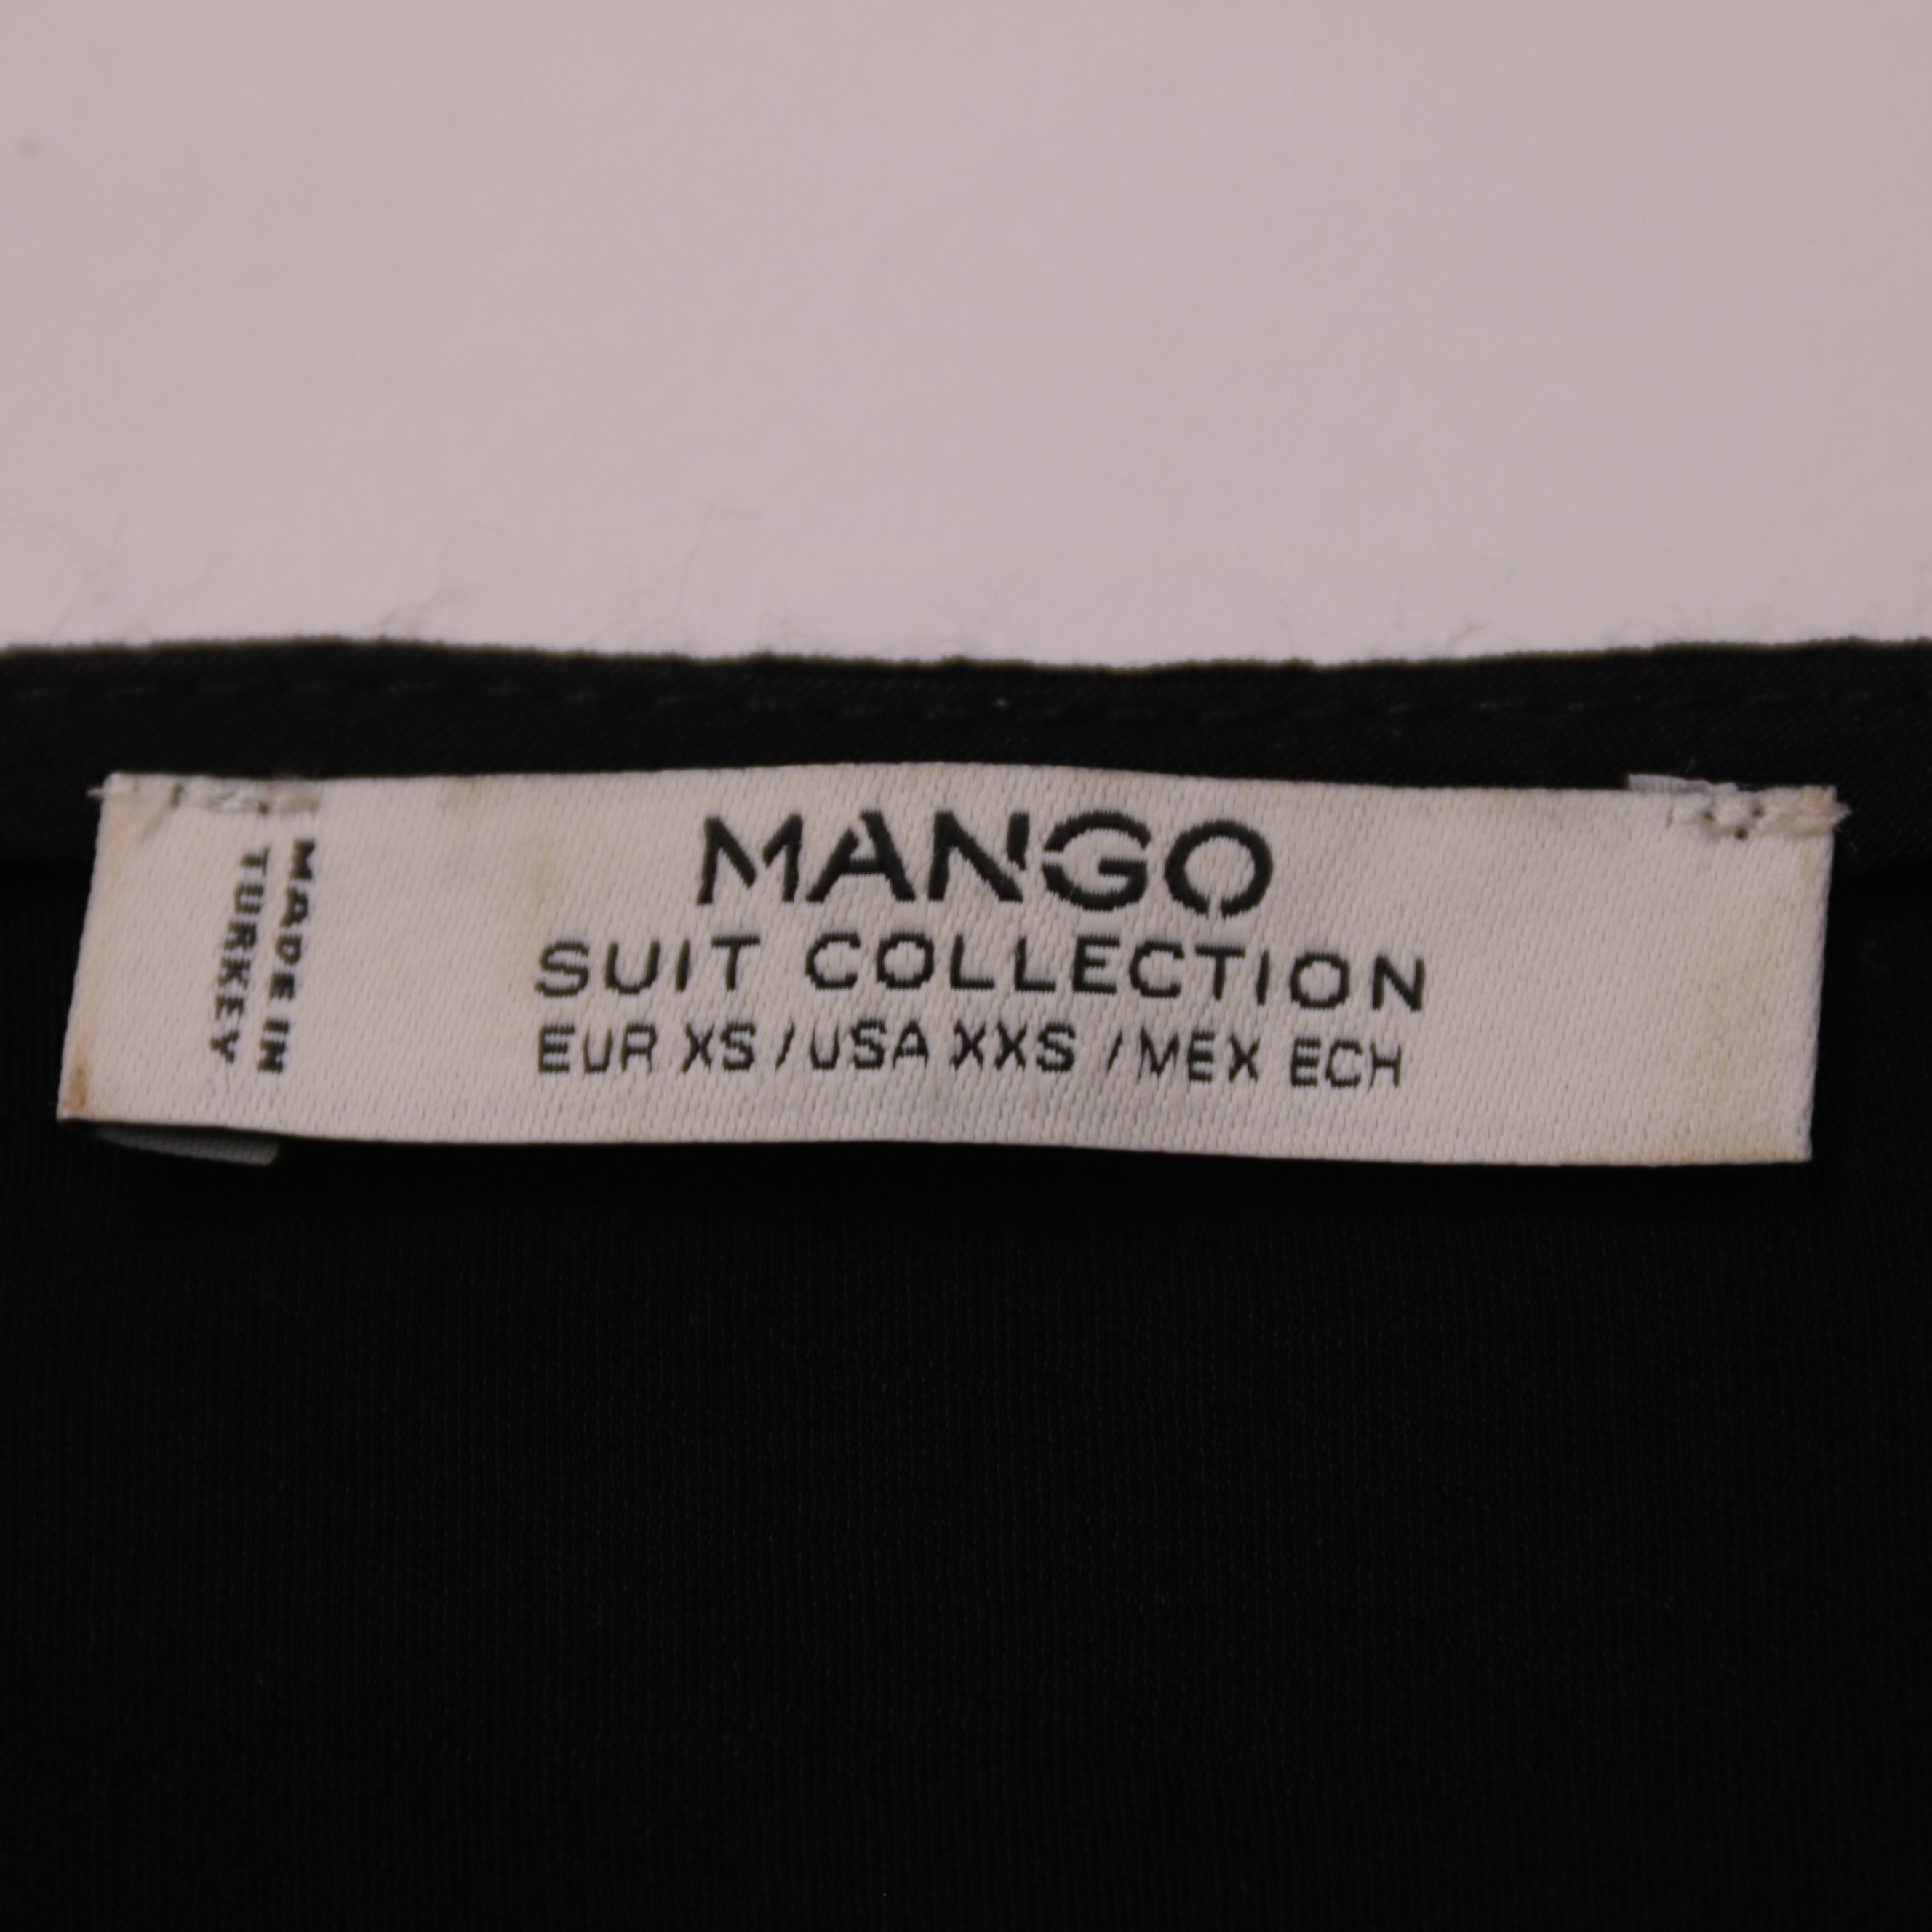 MANGO
SUIT COLLECTION
EUR XS / USA XXS / MEX ECH
MADE IN
TURKEY